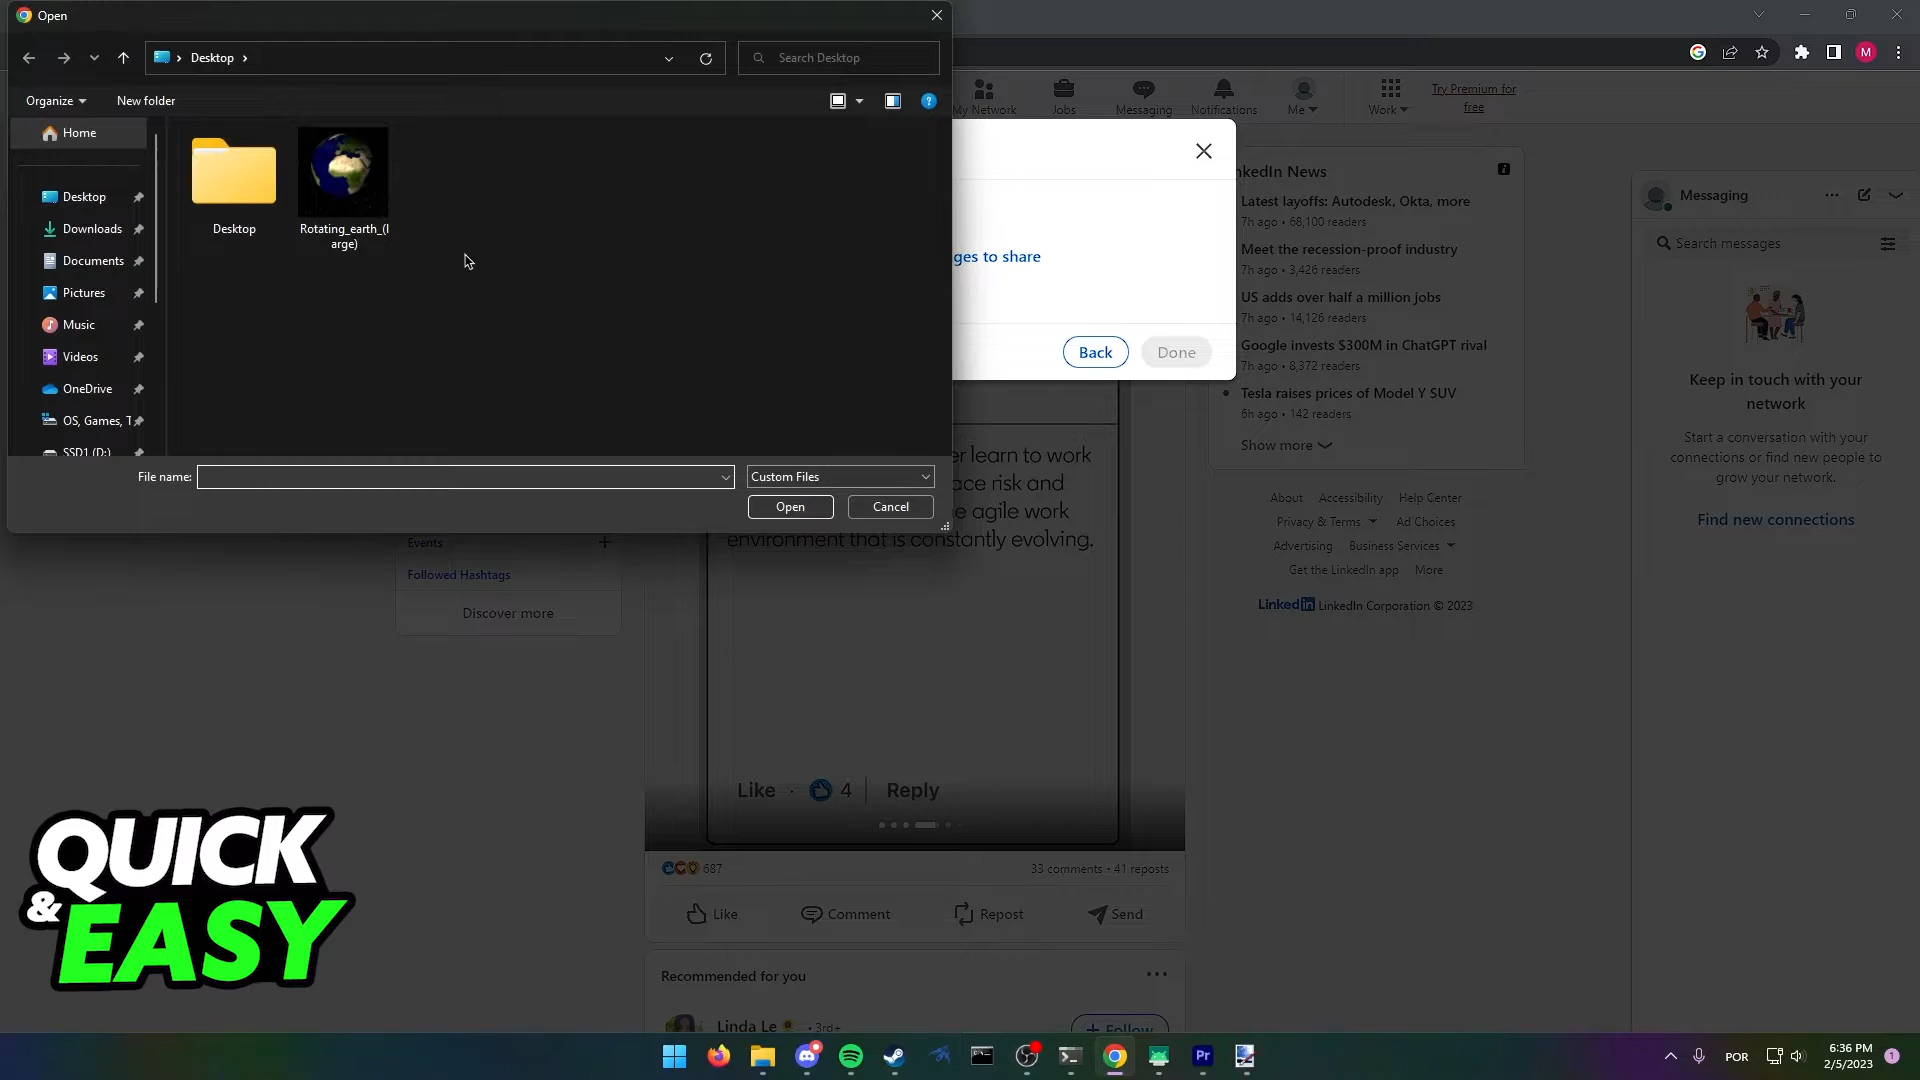 Open
Desktop
Search Desktop
Organize
New folder
Home
Desktop
Downloads
Documents
Pictures
Music
Videos
OneDrive
OS, Games, T
SSD1 (D:)
Desktop
Rotating_earth_(l
arge)
File name:
Custom Files
Open
Cancel
M
My Network
Jobs
Messaging
Notifications
Me
Work
Try Premium for
free
ges to share
Back
Done
nkedIn News
Latest layoffs: Autodesk, Okta, more
7h ago • 68,100 readers
Meet the recession-proof industry
7h ago • 3,426 readers
US adds over half a million jobs
7h ago • 14,126 readers
Google invests $300M in ChatGPT rival
7h ago • 8,372 readers
Tesla raises prices of Model Y SUV
6h ago • 142 readers
Show more
About Accessibility Help Center
Privacy & Terms Ad Choices
Advertising Business Services
Get the LinkedIn app More
LinkedIn LinkedIn Corporation © 2023
Messaging
Search messages
Keep in touch with your
network
Start a conversation with your
connections or find new people to
grow your network.
Find new connections
Events
Followed Hashtags
Discover more
er learn to work
ace risk and
e agile work
environment that is constantly evolving.
Like · 4 Reply
687
33 comments • 41 reposts
Like
Comment
Repost
Send
Recommended for you
Linda Le • 3rd+
+ Follow
QUICK
& EASY
Pr
POR
6:36 PM
2/5/2023
1